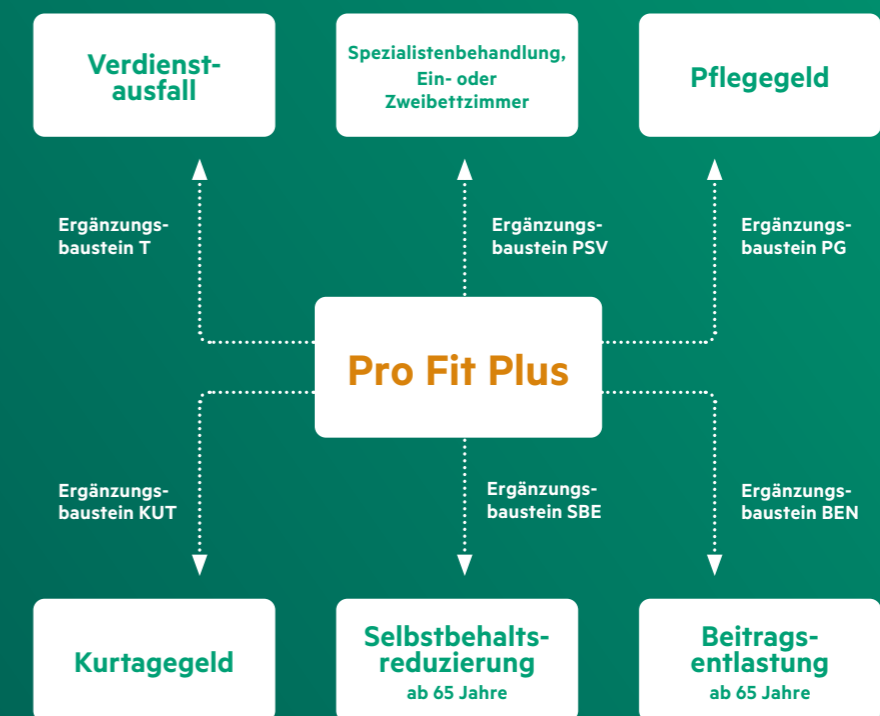 Verdienst-
ausfall
Spezialistenbehandlung,
Ein- oder
Zweibettzimmer
Pflegegeld
Ergänzungs-
baustein T
Ergänzungs-
baustein PSV
Ergänzungs-
baustein PG
Pro Fit Plus
Ergänzungs-
baustein KUT
Ergänzungs-
baustein SBE
Ergänzungs-
baustein BEN
Kurtagegeld
Selbstbehalts-
reduzierung
ab 65 Jahre
Beitrags-
entlastung
ab 65 Jahre